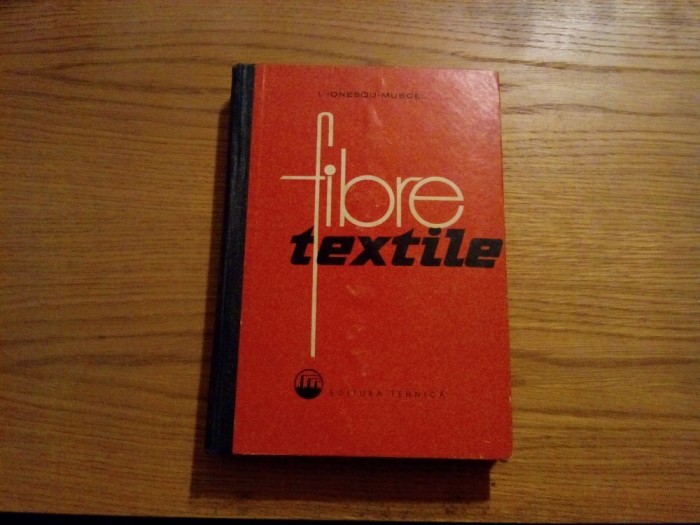 I. IONESCU-MUSCEL
fibre
textile
EDITURA TEHNICĂ